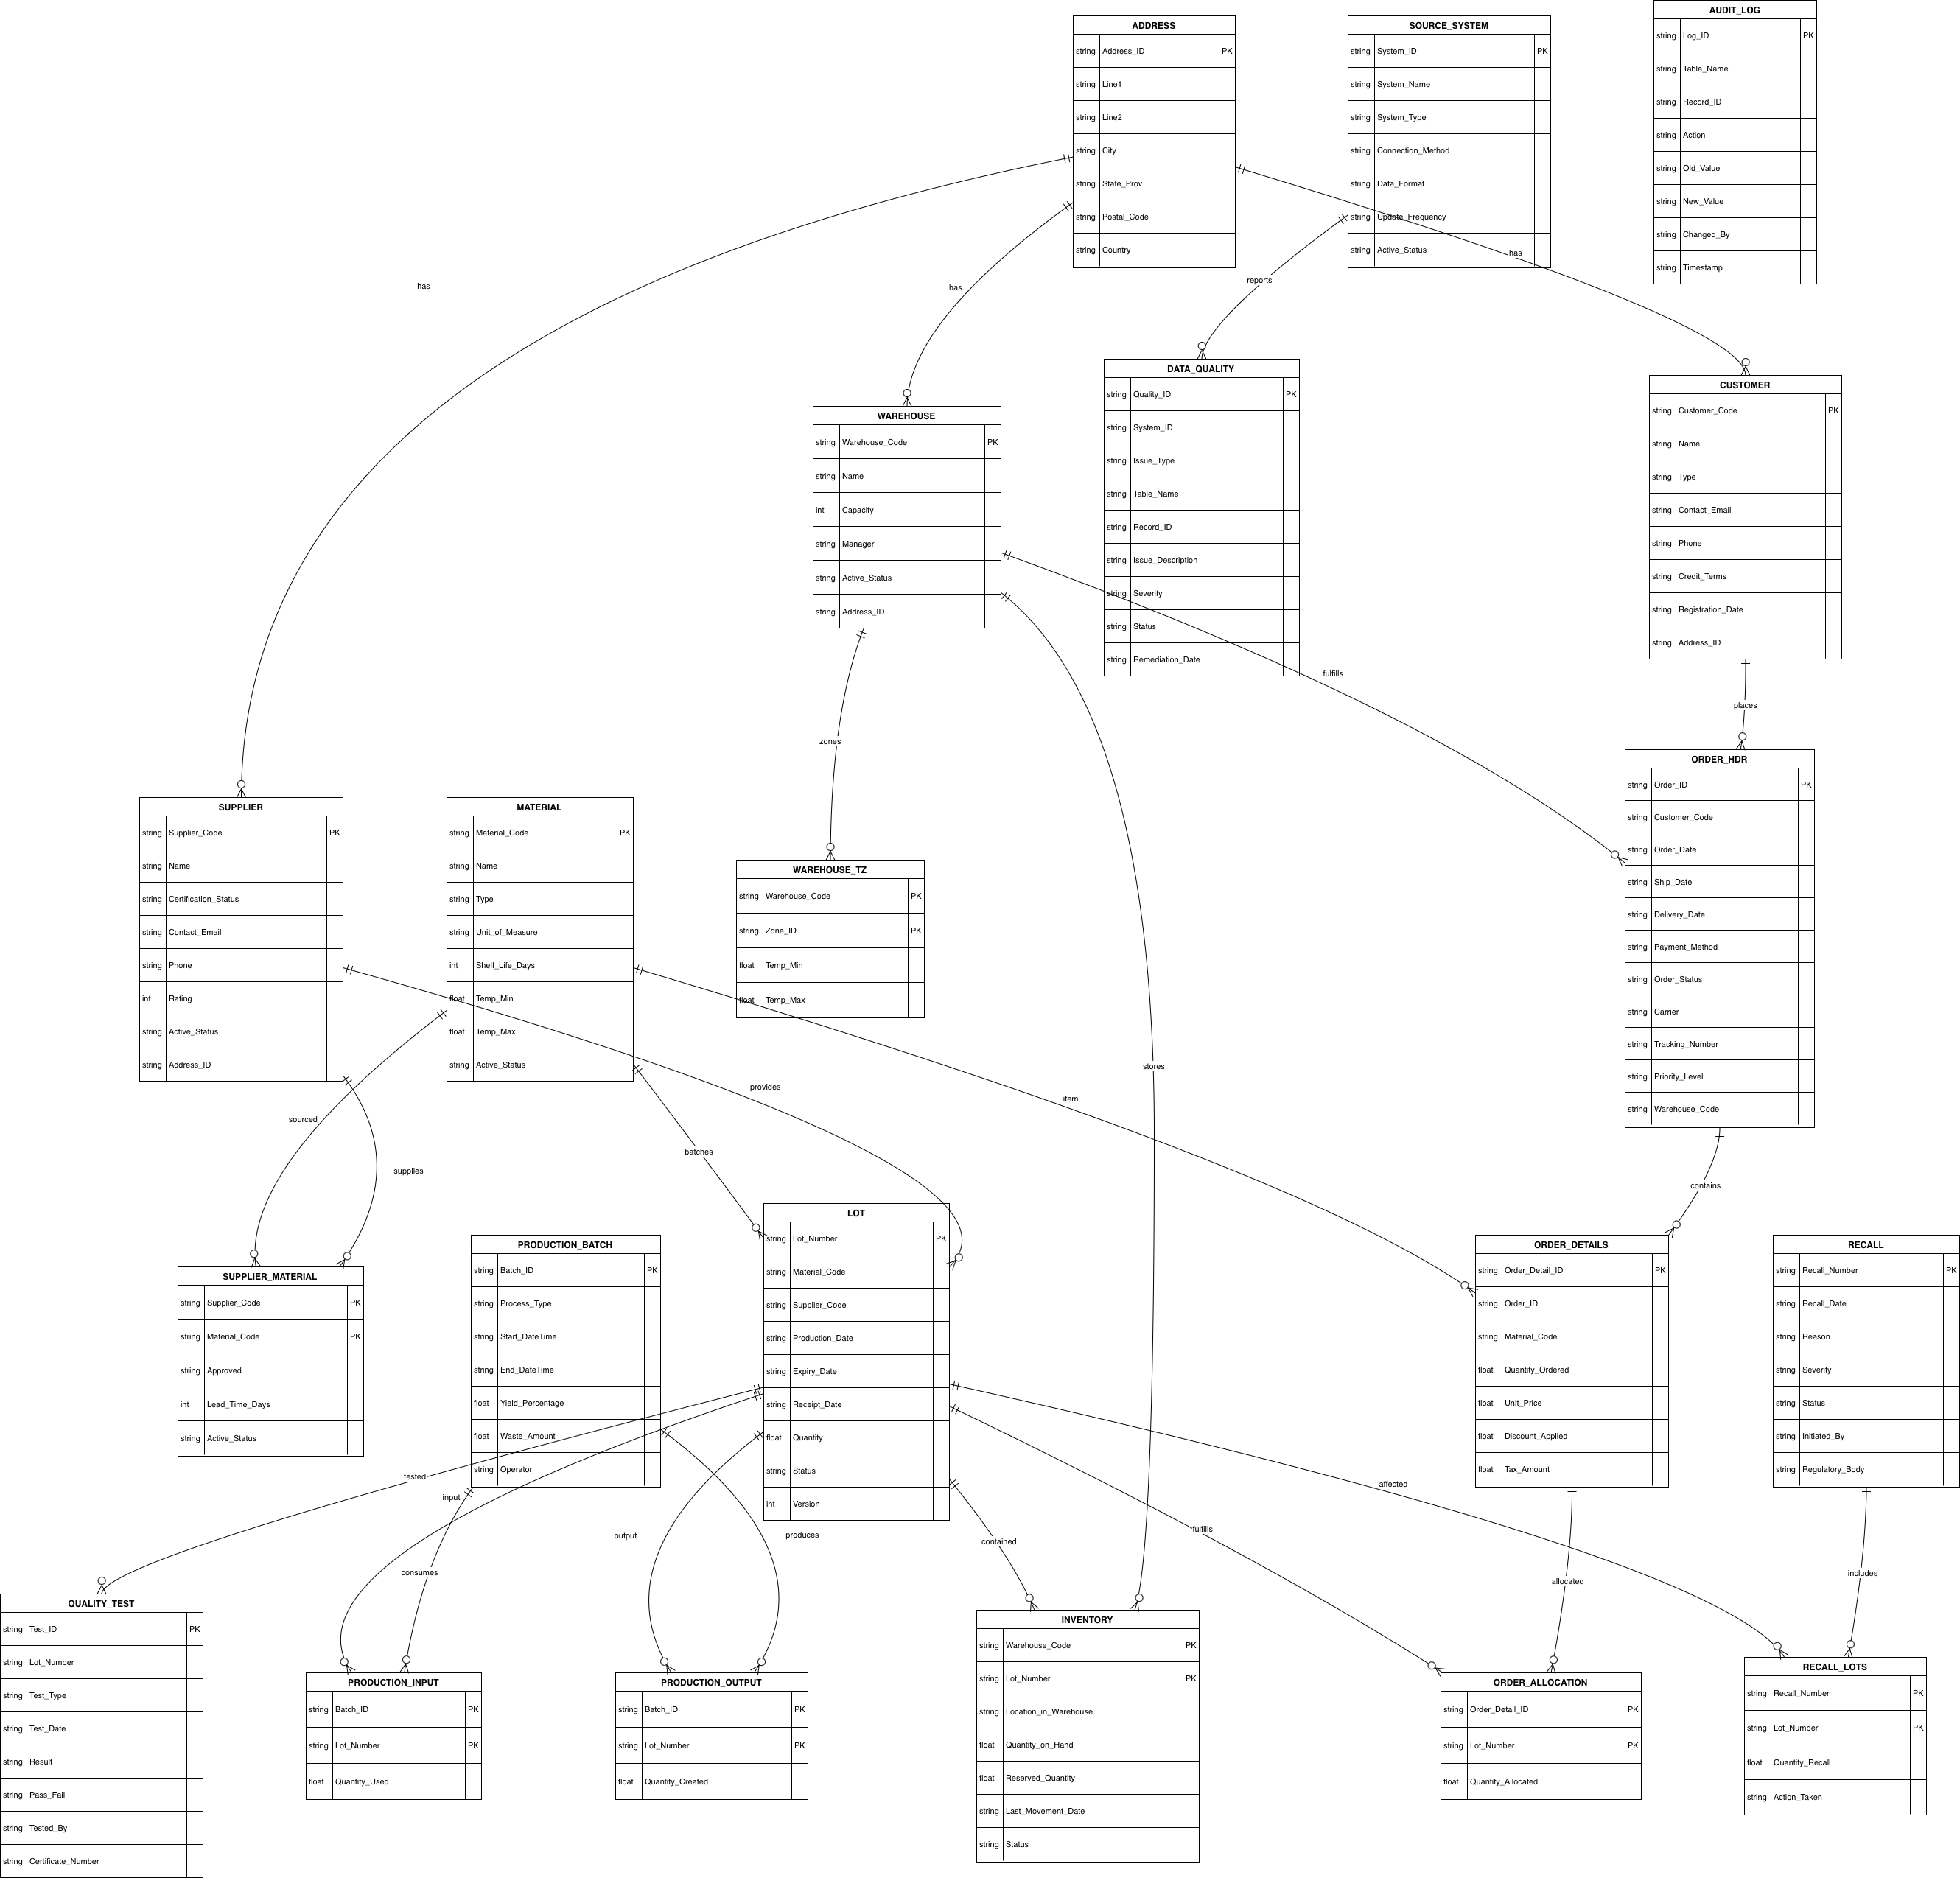 ADDRESS
string Address_ID PK
string Line1
string Line2
string City
string State_Prov
string Postal_Code
string Country
SOURCE_SYSTEM
string System_ID PK
string System_Name
string System_Type
string Connection_Method
string Data_Format
string Update_Frequency
string Active_Status
AUDIT_LOG
string Log_ID PK
string Table_Name
string Record_ID
string Action
string Old_Value
string New_Value
string Changed_By
string Timestamp
has
has
reports
has
WAREHOUSE
string Warehouse_Code PK
string Name
int Capacity
string Manager
string Active_Status
string Address_ID
DATA_QUALITY
string Quality_ID PK
string System_ID
string Issue_Type
string Table_Name
string Record_ID
string Issue_Description
string Severity
string Status
string Remediation_Date
CUSTOMER
string Customer_Code PK
string Name
string Type
string Contact_Email
string Phone
string Credit_Terms
string Registration_Date
string Address_ID
zones
fulfills
places
SUPPLIER
string Supplier_Code PK
string Name
string Certification_Status
string Contact_Email
string Phone
int Rating
string Active_Status
string Address_ID
MATERIAL
string Material_Code PK
string Name
string Type
string Unit_of_Measure
int Shelf_Life_Days
float Temp_Min
float Temp_Max
string Active_Status
WAREHOUSE_TZ
string Warehouse_Code PK
string Zone_ID PK
float Temp_Min
float Temp_Max
ORDER_HDR
string Order_ID PK
string Customer_Code
string Order_Date
string Ship_Date
string Delivery_Date
string Payment_Method
string Order_Status
string Carrier
string Tracking_Number
string Priority_Level
string Warehouse_Code
sourced
supplies
batches
provides
item
stores
contains
SUPPLIER_MATERIAL
string Supplier_Code PK
string Material_Code PK
string Approved
int Lead_Time_Days
string Active_Status
PRODUCTION_BATCH
string Batch_ID PK
string Process_Type
string Start_DateTime
string End_DateTime
float Yield_Percentage
float Waste_Amount
string Operator
LOT
string Lot_Number PK
string Material_Code
string Supplier_Code
string Production_Date
string Expiry_Date
string Receipt_Date
float Quantity
string Status
int Version
ORDER_DETAILS
string Order_Detail_ID PK
string Order_ID
string Material_Code
float Quantity_Ordered
float Unit_Price
float Discount_Applied
float Tax_Amount
RECALL
string Recall_Number PK
string Recall_Date
string Reason
string Severity
string Status
string Initiated_By
string Regulatory_Body
tested
input
consumes
output
produces
contained
fulfills
affected
allocated
includes
QUALITY_TEST
string Test_ID PK
string Lot_Number
string Test_Type
string Test_Date
string Result
string Pass_Fail
string Tested_By
string Certificate_Number
PRODUCTION_INPUT
string Batch_ID PK
string Lot_Number PK
float Quantity_Used
PRODUCTION_OUTPUT
string Batch_ID PK
string Lot_Number PK
float Quantity_Created
INVENTORY
string Warehouse_Code PK
string Lot_Number PK
string Location_in_Warehouse
float Quantity_on_Hand
float Reserved_Quantity
string Last_Movement_Date
string Status
ORDER_ALLOCATION
string Order_Detail_ID PK
string Lot_Number PK
float Quantity_Allocated
RECALL_LOTS
string Recall_Number PK
string Lot_Number PK
float Quantity_Recall
string Action_Taken